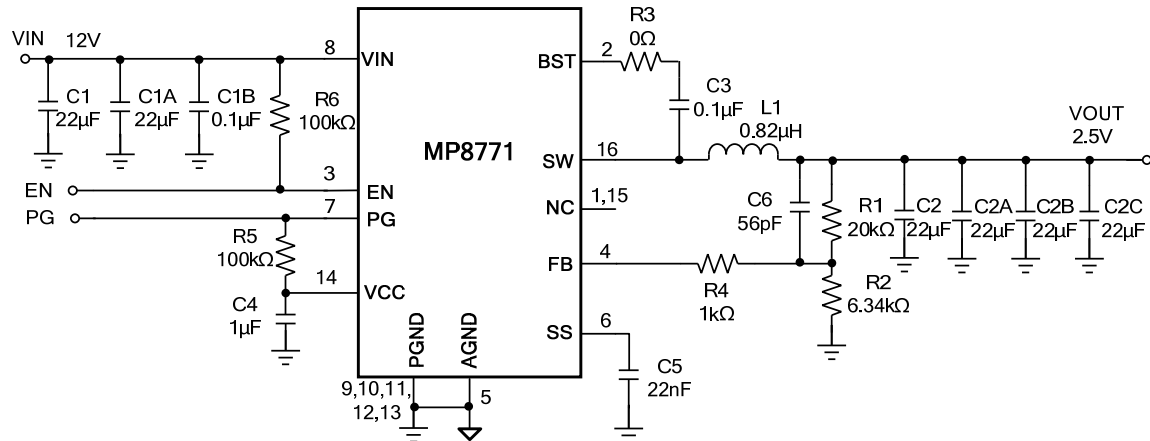 VIN 12V
C1
22µF
C1A
22µF
C1B
0.1µF
R6
100kΩ
8
VIN
EN
3
EN
PG
7
PG
R5
100kΩ
14
VCC
C4
1µF
MP8771
PGND
AGND
9,10,11,
12,13
5
BST
2
R3
0Ω
C3
0.1µF
L1
0.82µH
SW
16
NC
1,15
FB
4
R4
1kΩ
SS
6
C5
22nF
C6
56pF
R1
20kΩ
R2
6.34kΩ
C2
22µF
C2A
22µF
C2B
22µF
C2C
22µF
VOUT
2.5V